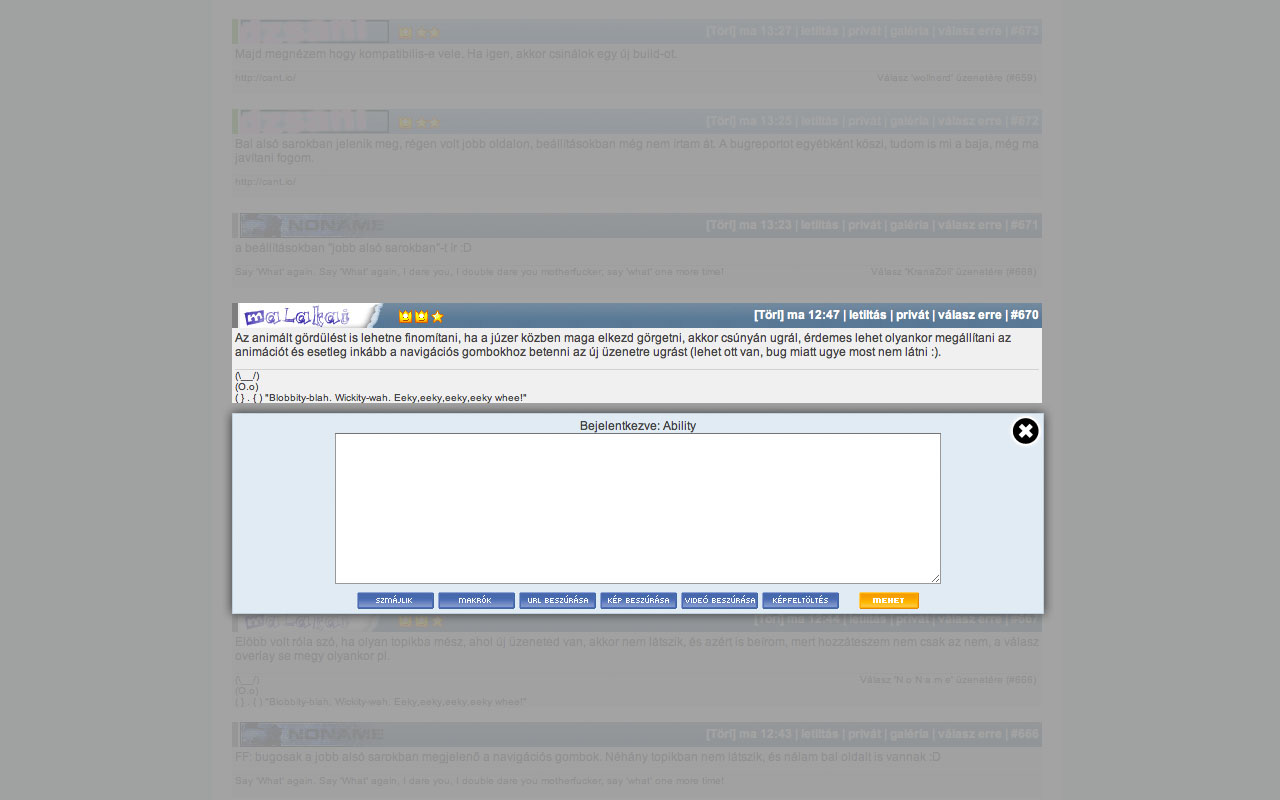 dzsani [Töri] ma 13:27 | letiltás | privát | galéria | válasz erre | #673
Majd megnézem hogy kompatibilis-e vele. Ha igen, akkor csinálok egy új build-ot.
http://cant.io/ Válasz 'wolfherd' üzenetére (#659)
dzsani [Töri] ma 13:25 | letiltás | privát | galéria | válasz erre | #672
Bal alsó sarokban jelenik meg, régen volt jobb oldalon, beállításokban még nem írtam át. A bugreportot egyébként köszi, tudom is mi a baja, még ma
javítani fogom.
http://cant.io/
NONAME [Töri] ma 13:23 | letiltás | privát | galéria | válasz erre | #671
a beállításokban "jobb alsó sarokban"-t ír :D
Say 'What' again. Say 'What' again, I dare you, I double dare you motherfucker, say 'what' one more time! Válasz 'KranaZoli' üzenetére (#668)
maLakai [Töri] ma 12:47 | letiltás | privát | válasz erre | #670
Az animált gördülést is lehetne finomítani, ha a júzer közben maga elkezd görgetni, akkor csúnyán ugrál, érdemes lehet olyankor megállítani az
animációt és esetleg inkább a navigációs gombokhoz betenni az új üzenetre ugrást (lehet ott van, bug miatt ugye most nem látni :).
(\__/)
(O.o)
( } . { ) "Blobbity-blah. Wickity-wah. Eeky,eeky,eeky,eeky whee!"
Bejelentkezve: Ability
SZMÁJLIK MAKRÓK URL BESZÚRÁSA KÉP BESZÚRÁSA VIDEÓ BESZÚRÁSA KÉPFELTÖLTÉS MEHET
[Töri] ma 12:44 | letiltás | privát | galéria | válasz erre | #667
Előbb volt róla szó, ha olyan topikba mész, ahol új üzeneted van, akkor nem látszik, és azért is beírom, mert hozzáteszem nem csak az nem, a válasz
overlay se megy olyankor pl.
(\__/) Válasz 'N o N a m e' üzenetére (#666)
(O.o)
( } . { ) "Blobbity-blah. Wickity-wah. Eeky,eeky,eeky,eeky whee!"
NONAME [Töri] ma 12:43 | letiltás | privát | galéria | válasz erre | #666
FF: bugosak a jobb alsó sarokban megjelenő a navigációs gombok. Néhány topikban nem látszik, és nálam bal oldalt is vannak :D
Say 'What' again. Say 'What' again, I dare you, I double dare you motherfucker, say 'what' one more time!